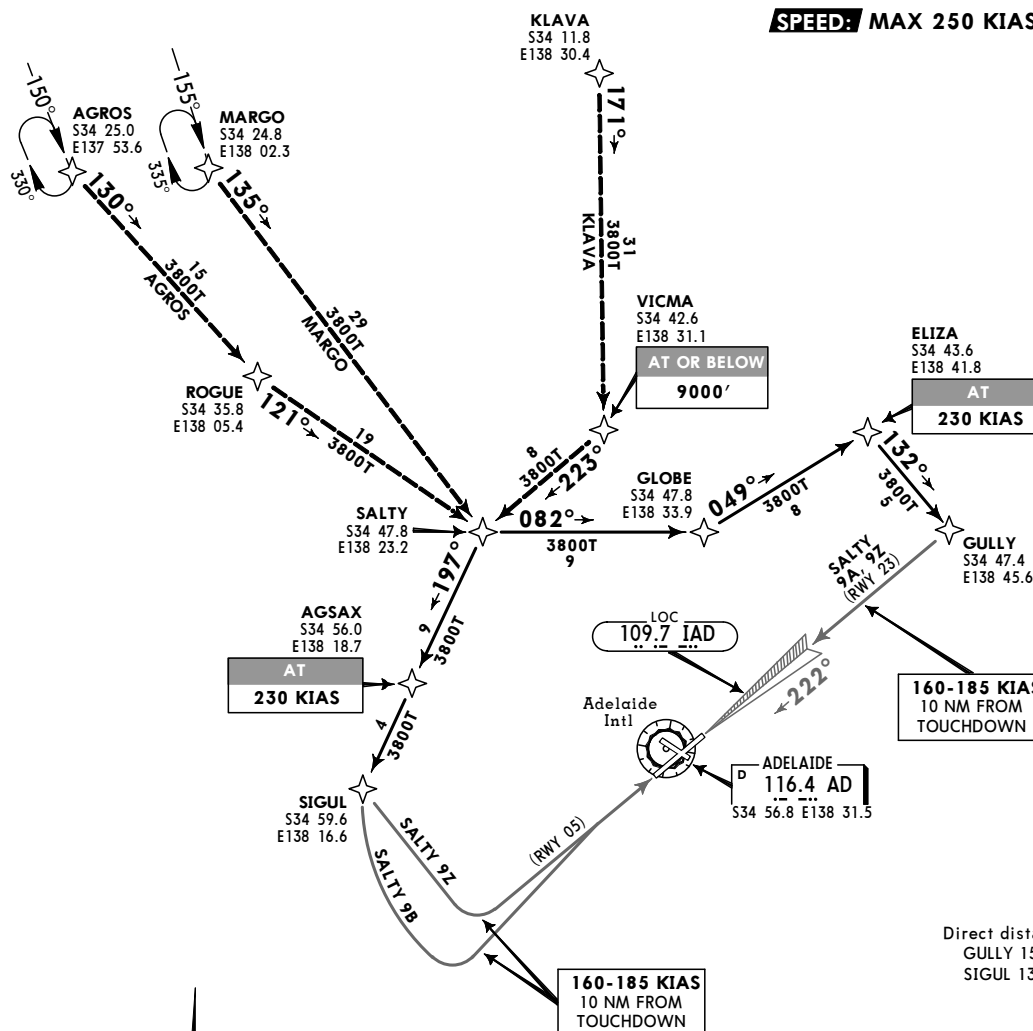 SPEED: MAX 250 KIAS
KLAVA
S34 11.8
E138 30.4
171°
31
3800T
KLAVA
150°
AGROS
S34 25.0
E137 53.6
330°
130°
15
3800T
AGROS
155°
MARGO
S34 24.8
E138 02.3
335°
135°
29
3800T
MARGO
VICMA
S34 42.6
E138 31.1
AT OR BELOW
9000'
ELIZA
S34 43.6
E138 41.8
AT
230 KIAS
ROGUE
S34 35.8
E138 05.4
121°
19
3800T
8
3800T
223°
GLOBE
S34 47.8
E138 33.9
049°
3800T
8
132°
3800T
5
SALTY
S34 47.8
E138 23.2
082°
3800T
9
GULLY
S34 47.4
E138 45.6
SALTY
9A, 9Z
(RWY 23)
197°
9
3800T
AGSAX
S34 56.0
E138 18.7
AT
230 KIAS
LOC
109.7 IAD
222°
160-185 KIAS
10 NM FROM
TOUCHDOWN
Adelaide
Intl
D
ADELAIDE
116.4 AD
S34 56.8 E138 31.5
4
3800T
SIGUL
S34 59.6
E138 16.6
SALTY 9Z
SALTY 9B
(RWY 05)
160-185 KIAS
10 NM FROM
TOUCHDOWN
Direct dista
GULLY 15
SIGUL 13